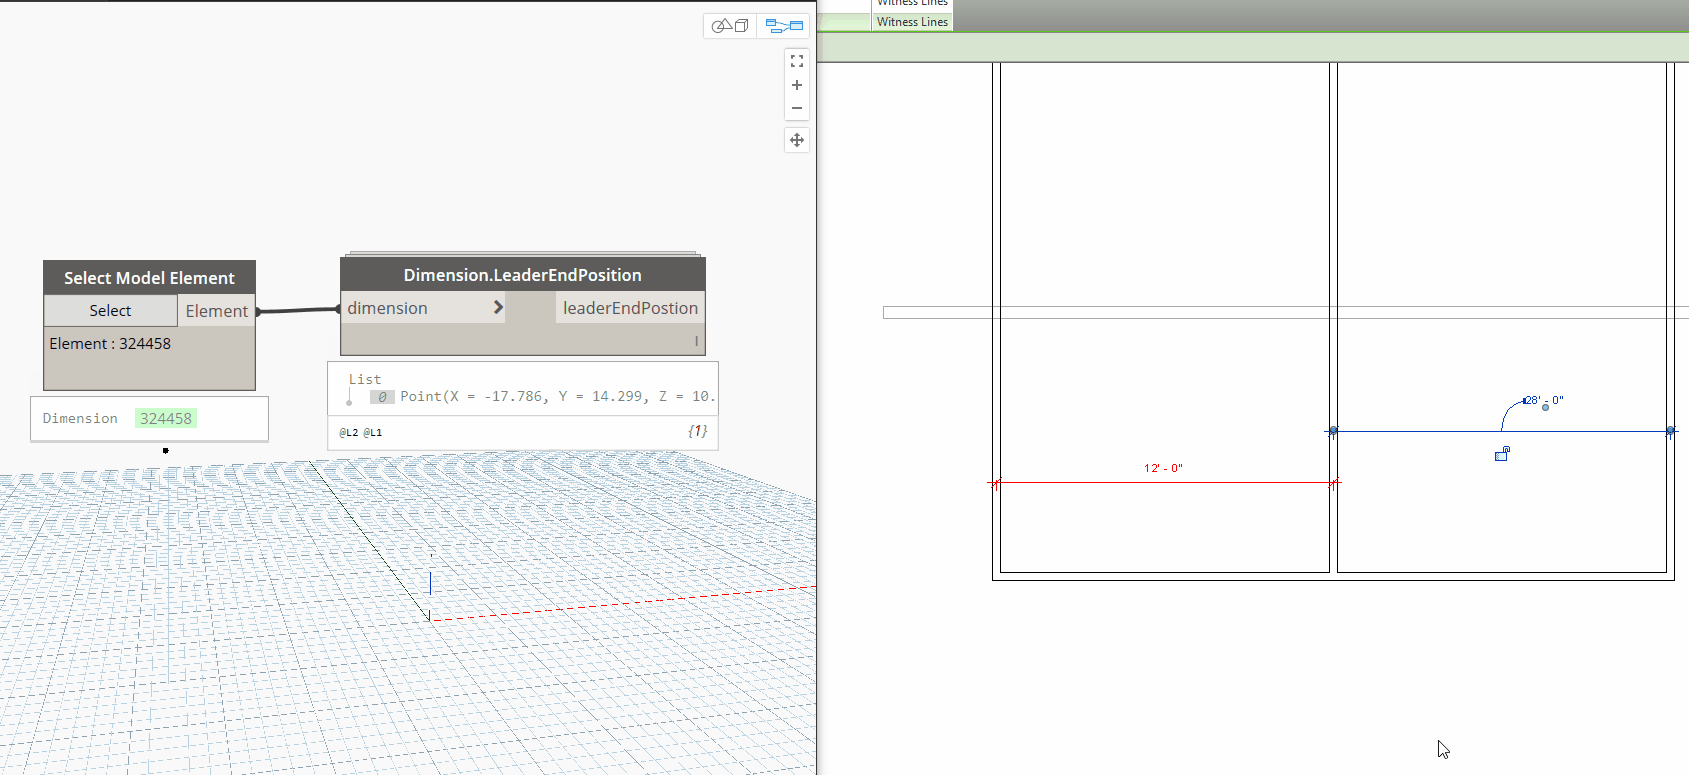 Witness Lines
Witness Lines
Select Model Element
Select
Element
Element : 324458
Dimension 324458
Dimension.LeaderEndPosition
dimension
leaderEndPostion
List
0 Point(X = -17.786, Y = 14.299, Z = 10.
@L2 @L1
{1}
28' - 0"
12' - 0"